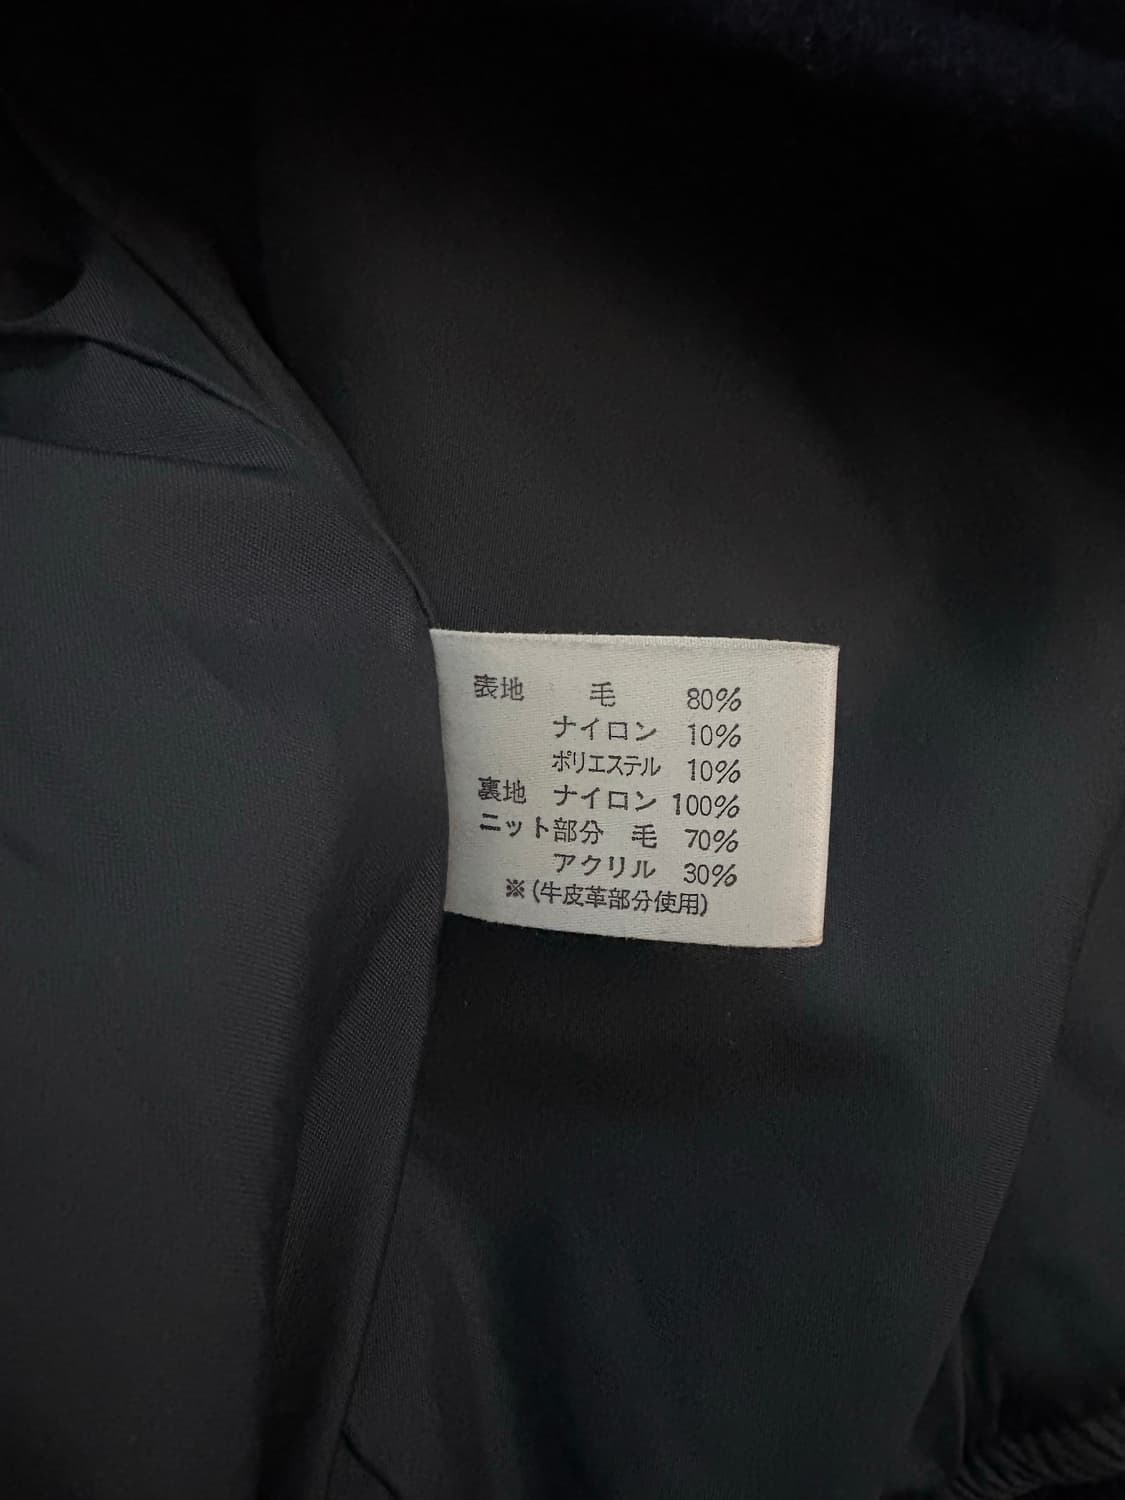 表地 毛 80%
ナイロン 10%
ポリエステル 10%
裏地 ナイロン 100%
ニット部分 毛 70%
アクリル 30%
※(牛皮革部分使用)